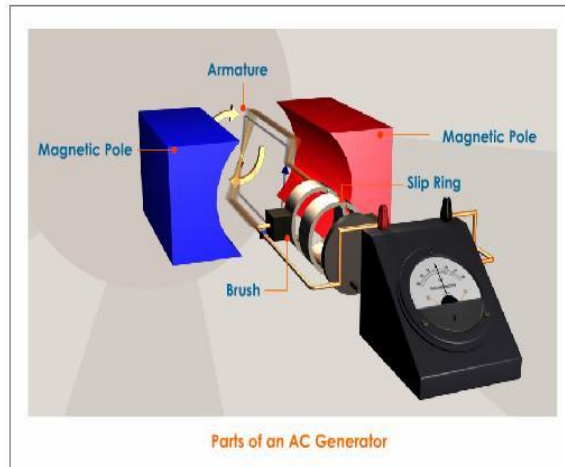 Armature
Magnetic Pole
Magnetic Pole
Slip Ring
Brush
Parts of an AC Generator